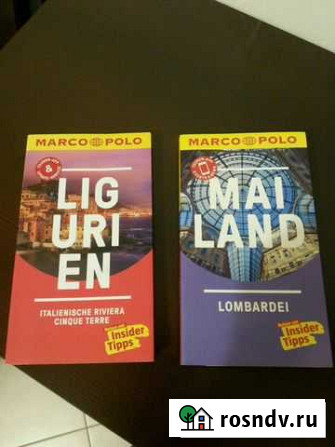 MARCO POLO
LIG
URI
EN
ITALIENISCHE RIVIERA
CINQUE TERRE
Insider
Tipps
MARCO POLO
MAI
LAND
LOMBARDEI
Insider
Tipps
rosndv.ru